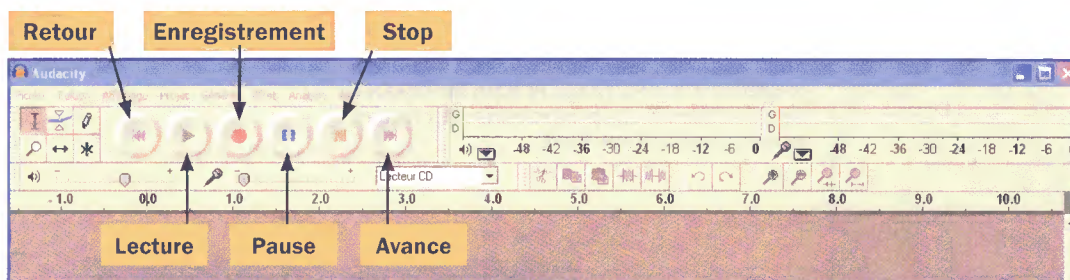 Retour Enregistrement Stop
Audacity
Projet
G
D
-48 -42 -36 -30 -24 -18 -12 -6 0
G
D
-48 -42 -36 -30 -24 -18 -12 -6
Lecteur CD
-1.0 0,0 1.0 2.0 3.0 4.0 5.0 6.0 7.0 8.0 9.0 10.0
Lecture Pause Avance